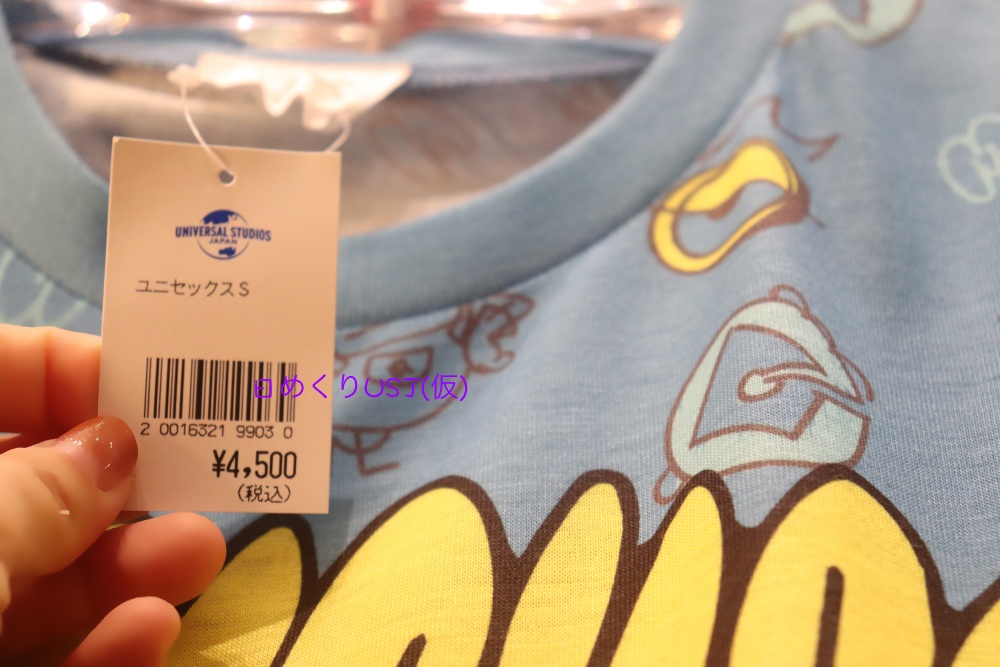 UNIVERSAL STUDIOS
JAPAN
ユニセックスS
日めくりUSJ(仮)
2 0016321 9903 0
¥4,500
(税込)